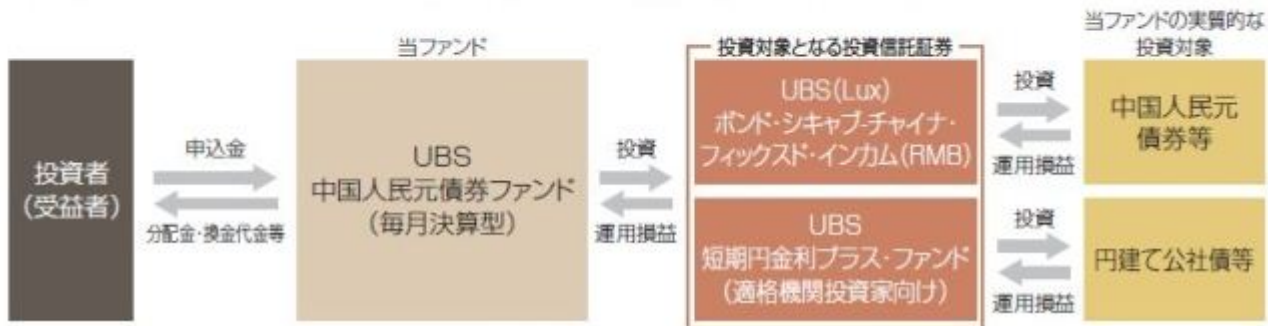 当ファンド
投資対象となる投資信託証券
当ファンドの実質的な
投資対象
投資者
(受益者)
申込金
分配金・換金代金等
UBS
中国人民元債券ファンド
(毎月決算型)
投資
運用損益
UBS(Lux)
ボンド・シキャブ-チャイナ・
フィックスド・インカム(RMB)
投資
運用損益
中国人民元
債券等
UBS
短期円金利プラス・ファンド
(適格機関投資家向け)
投資
運用損益
円建て公社債等